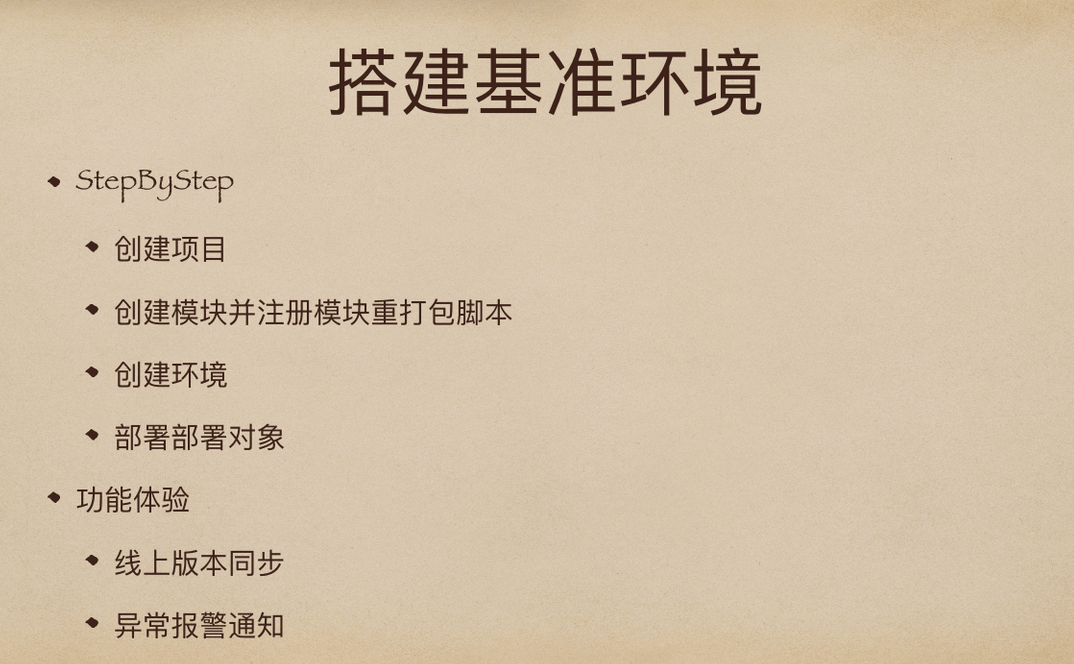 搭建基准环境
StepByStep
创建项目
创建模块并注册模块重打包脚本
创建环境
部署部署对象
功能体验
线上版本同步
异常报警通知